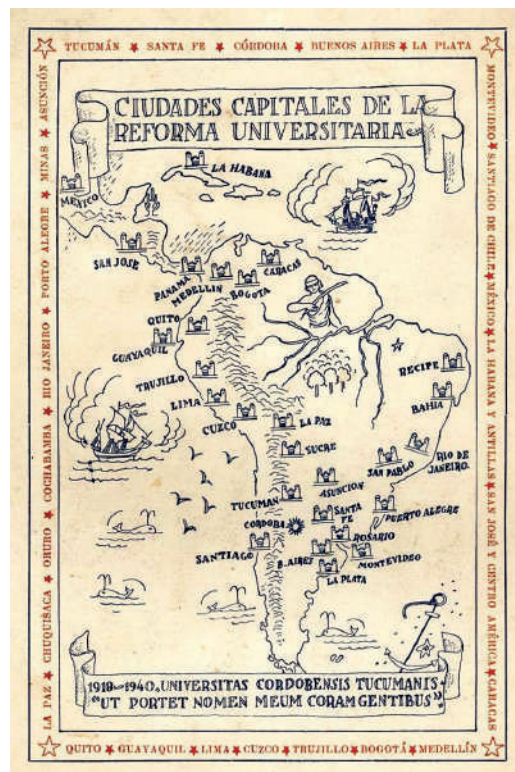 TUCUMÁN ★ SANTA FE ★ CÓRDOBA ★ BUENOS AIRES ★ LA PLATA
MONTEVIDEO ★ SANTIAGO DE CHILE ★ MÉXICO ★ LA HABANA Y ANTILLAS ★ SAN JOSÉ Y CENTRO AMÉRICA ★ CARACAS
LA PAZ ★ CHUQUISACA ★ ORURO ★ COCHABAMBA ★ RIO JANEIRO ★ PORTO ALEGRE ★ MINAS ★ ASUNCIÓN
CIUDADES CAPITALES DE LA
REFORMA UNIVERSITARIA
LA HABANA
MEXICO
SAN JOSE
PANAMA
MEDELLIN
BOGOTA
CARACAS
QUITO
GUAYAQUIL
TRUJILLO
LIMA
CUZCO
RECIPE
BAHIA
LA PAZ
SUCRE
SAN PABLO
RIO DE
JANEIRO.
ASUNCION
TUCUMAN
SANTA
FE
PUERTO ALEGRE
CORDOBA
ROSARIO
SANTIAGO
B. AIRES
MONTEVIDEO
LA PLATA
1918-1940. UNIVERSITAS CORDOBENSIS TUCUMANIS.
"UT PORTET NOMEN MEUM CORAM GENTIBUS".
QUITO ★ GUAYAQUIL ★ LIMA ★ CUZCO ★ TRUJILLO ★ BOGOTÁ ★ MEDELLÍN